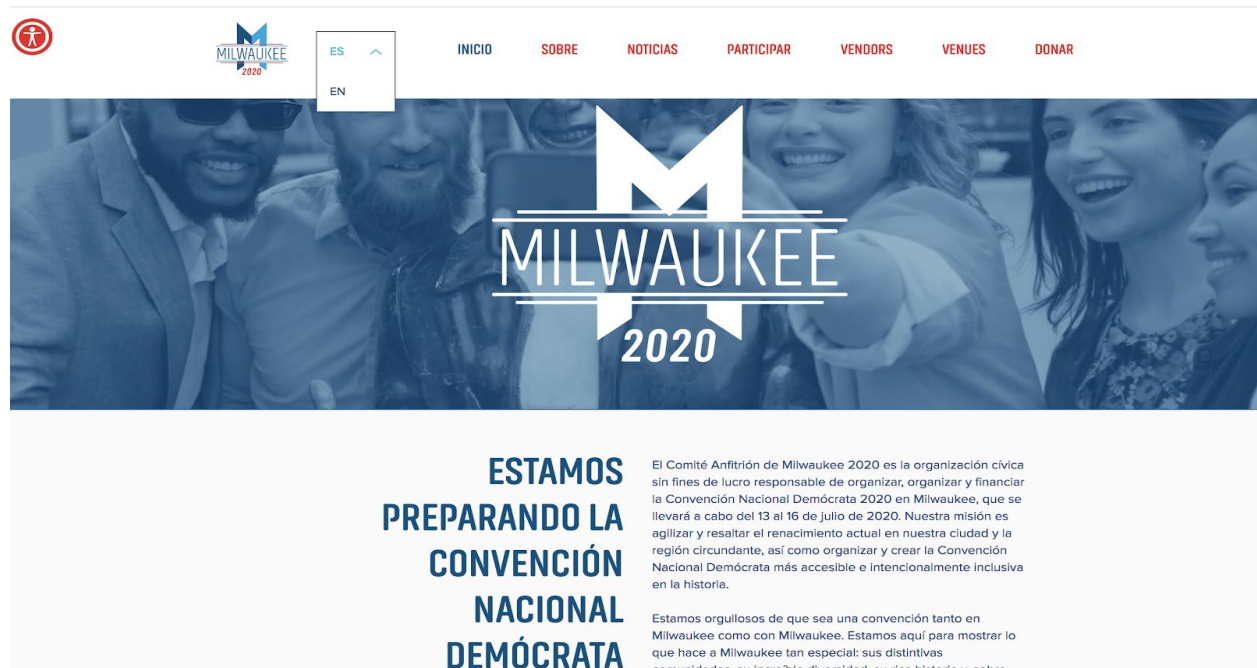 MILWAUKEE
2020
ES
EN
INICIO
SOBRE
NOTICIAS
PARTICIPAR
VENDORS
VENUES
DONAR
MILWAUKEE
2020
ESTAMOS
PREPARANDO LA
CONVENCIÓN
NACIONAL
DEMÓCRATA
El Comité Anfitrión de Milwaukee 2020 es la organización cívica
sin fines de lucro responsable de organizar, organizar y financiar
la Convención Nacional Demócrata 2020 en Milwaukee, que se
llevará a cabo del 13 al 16 de julio de 2020. Nuestra misión es
agilizar y resaltar el renacimiento actual en nuestra ciudad y la
región circundante, así como organizar y crear la Convención
Nacional Demócrata más accesible e intencionalmente inclusiva
en la historia.
Estamos orgullosos de que sea una convención tanto en
Milwaukee como con Milwaukee. Estamos aquí para mostrar lo
que hace a Milwaukee tan especial: sus distintivas